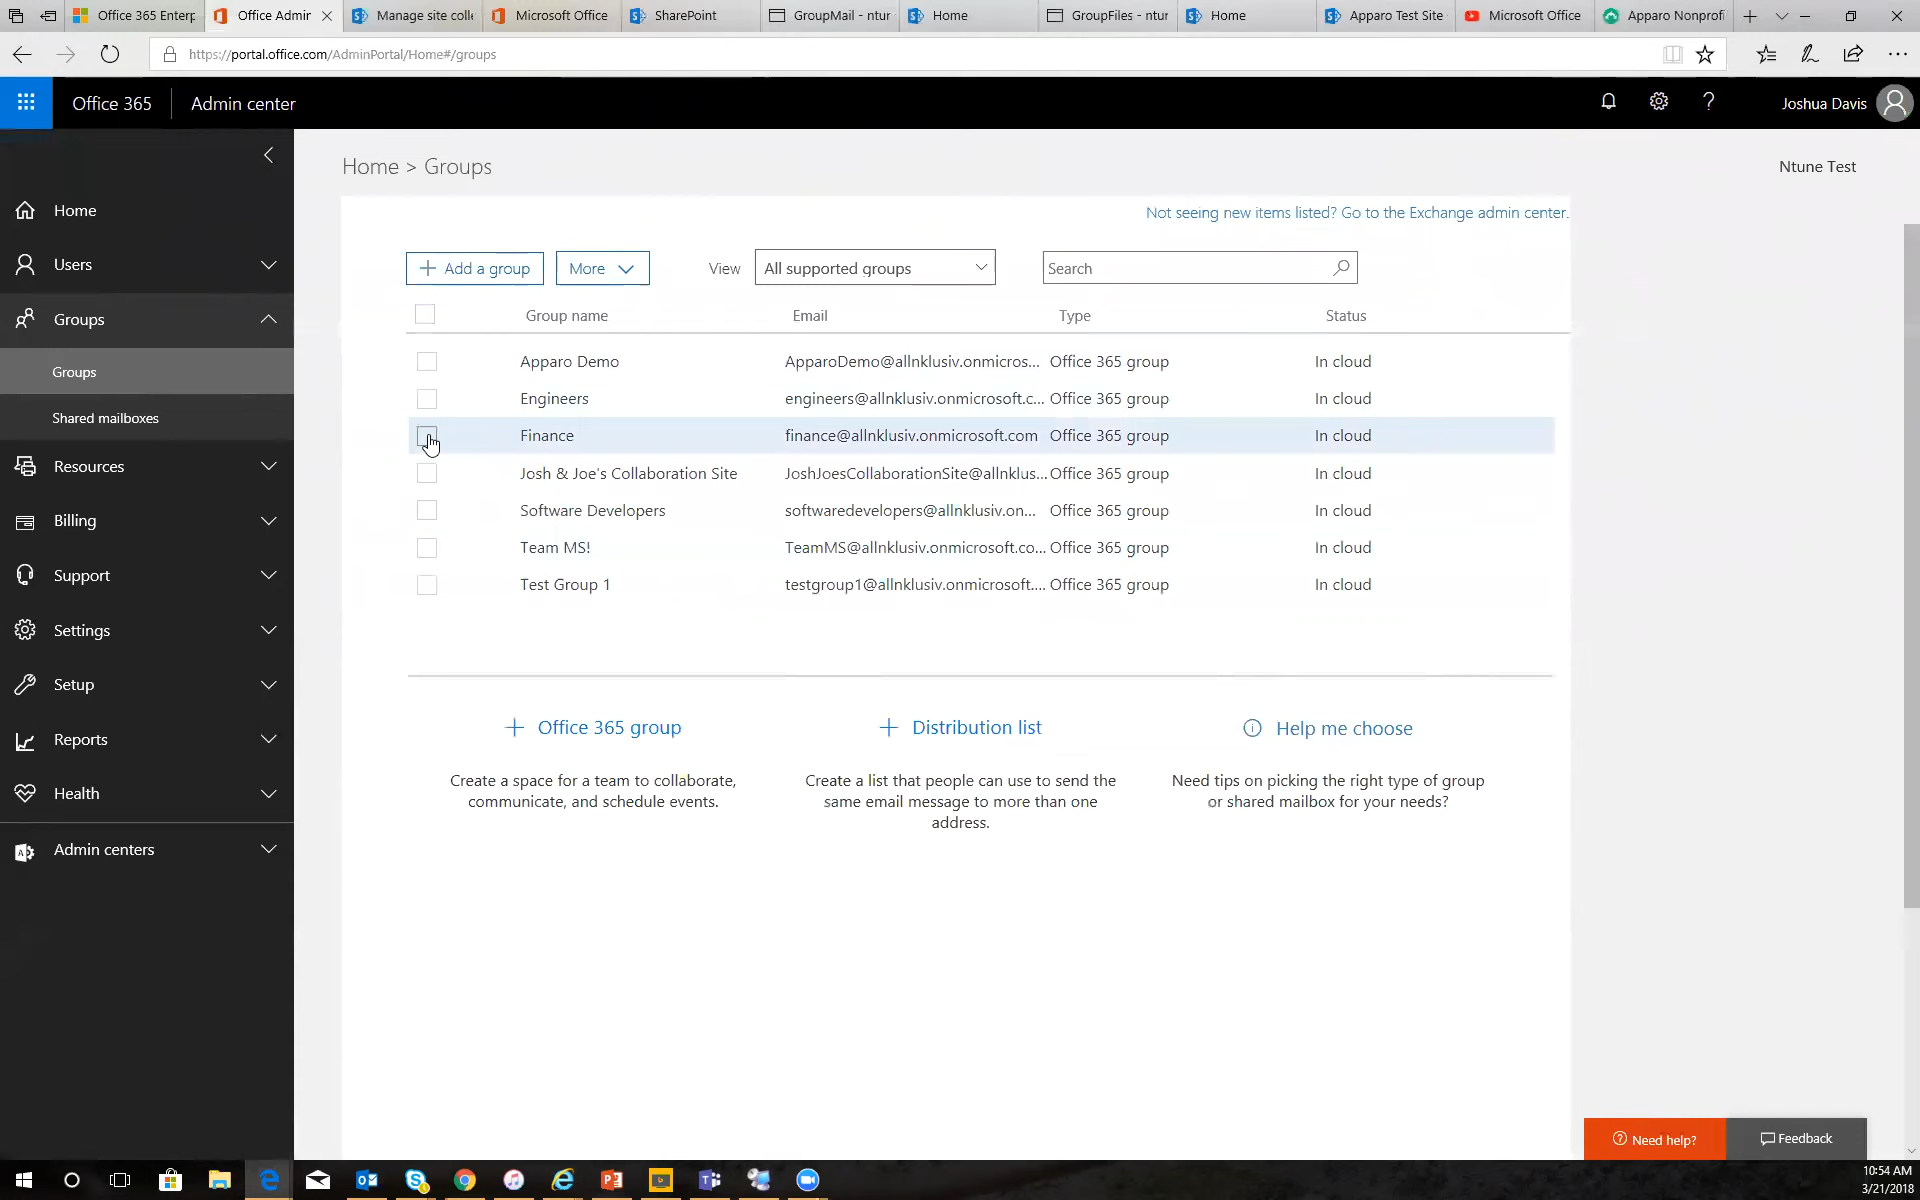 Office 365 Enterp
Office Admin
Manage site colle
Microsoft Office
SharePoint
GroupMail - ntur
Home
GroupFiles - ntur
Home
Apparo Test Site
Microsoft Office
Apparo Nonprofi
https://portal.office.com/AdminPortal/Home#/groups
Office 365
Admin center
Joshua Davis
Home > Groups
Ntune Test
Not seeing new items listed? Go to the Exchange admin center.
Home
Users
Groups
Groups
Shared mailboxes
Resources
Billing
Support
Settings
Setup
Reports
Health
Admin centers
Add a group
More
View
All supported groups
Search
Group name Email Type Status
Apparo Demo ApparoDemo@allnklusiv.onmicros... Office 365 group In cloud
Engineers engineers@allnklusiv.onmicrosoft.c... Office 365 group In cloud
Finance finance@allnklusiv.onmicrosoft.com Office 365 group In cloud
Josh & Joe's Collaboration Site JoshJoesCollaborationSite@allnklus... Office 365 group In cloud
Software Developers softwaredevelopers@allnklusiv.on... Office 365 group In cloud
Team MS! TeamMS@allnklusiv.onmicrosoft.co... Office 365 group In cloud
Test Group 1 testgroup1@allnklusiv.onmicrosoft.... Office 365 group In cloud
Office 365 group
Create a space for a team to collaborate,
communicate, and schedule events.
Distribution list
Create a list that people can use to send the
same email message to more than one
address.
Help me choose
Need tips on picking the right type of group
or shared mailbox for your needs?
Need help?
Feedback
10:54 AM
3/21/2018